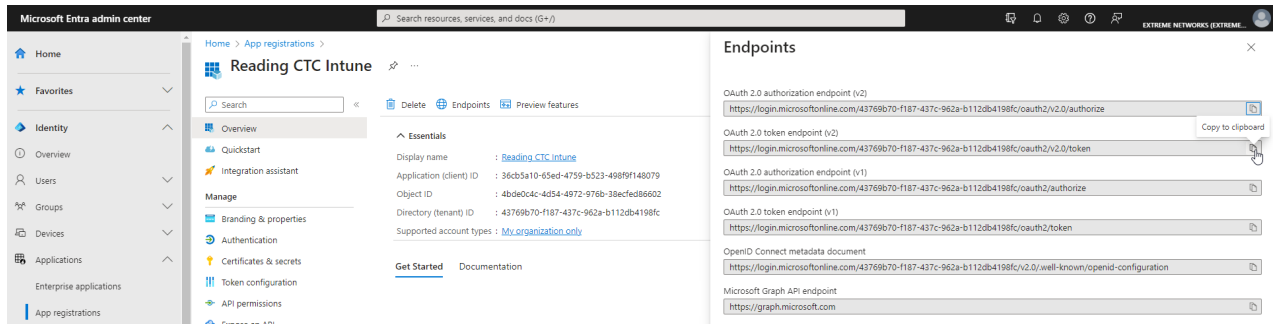 Microsoft Entra admin center
Search resources, services, and docs (G+/)
EXTREME NETWORKS (EXTREME...
Home
Favorites
Identity
Overview
Users
Groups
Devices
Applications
Enterprise applications
App registrations
Home > App registrations >
Reading CTC Intune
Search
Overview
Quickstart
Integration assistant
Manage
Branding & properties
Authentication
Certificates & secrets
Token configuration
API permissions
Expose an API
Delete Endpoints Preview features
Essentials
Display name : Reading CTC Intune
Application (client) ID : 36cb5a10-65ed-4759-b523-498f9f148079
Object ID : 4bde0c4c-4d54-4972-976b-38ecfed86602
Directory (tenant) ID : 43769b70-f187-437c-962a-b112db4198fc
Supported account types : My organization only
Get Started Documentation
Endpoints
OAuth 2.0 authorization endpoint (v2)
https://login.microsoftonline.com/43769b70-f187-437c-962a-b112db4198fc/oauth2/v2.0/authorize
Copy to clipboard
OAuth 2.0 token endpoint (v2)
https://login.microsoftonline.com/43769b70-f187-437c-962a-b112db4198fc/oauth2/v2.0/token
OAuth 2.0 authorization endpoint (v1)
https://login.microsoftonline.com/43769b70-f187-437c-962a-b112db4198fc/oauth2/authorize
OAuth 2.0 token endpoint (v1)
https://login.microsoftonline.com/43769b70-f187-437c-962a-b112db4198fc/oauth2/token
OpenID Connect metadata document
https://login.microsoftonline.com/43769b70-f187-437c-962a-b112db4198fc/v2.0/.well-known/openid-configuration
Microsoft Graph API endpoint
https://graph.microsoft.com